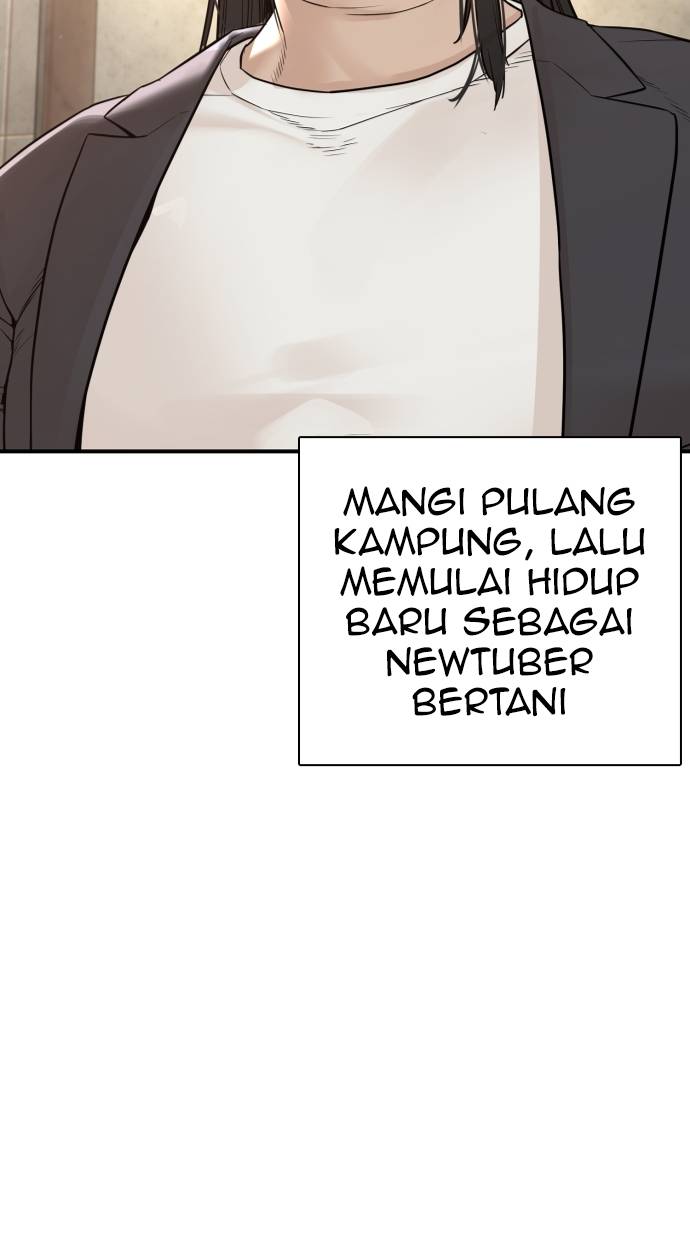 MANGI PULANG
KAMPUNG, LALU
MEMULAI HIDUP
BARU SEBAGAI
NEWTUBER
BERTANI